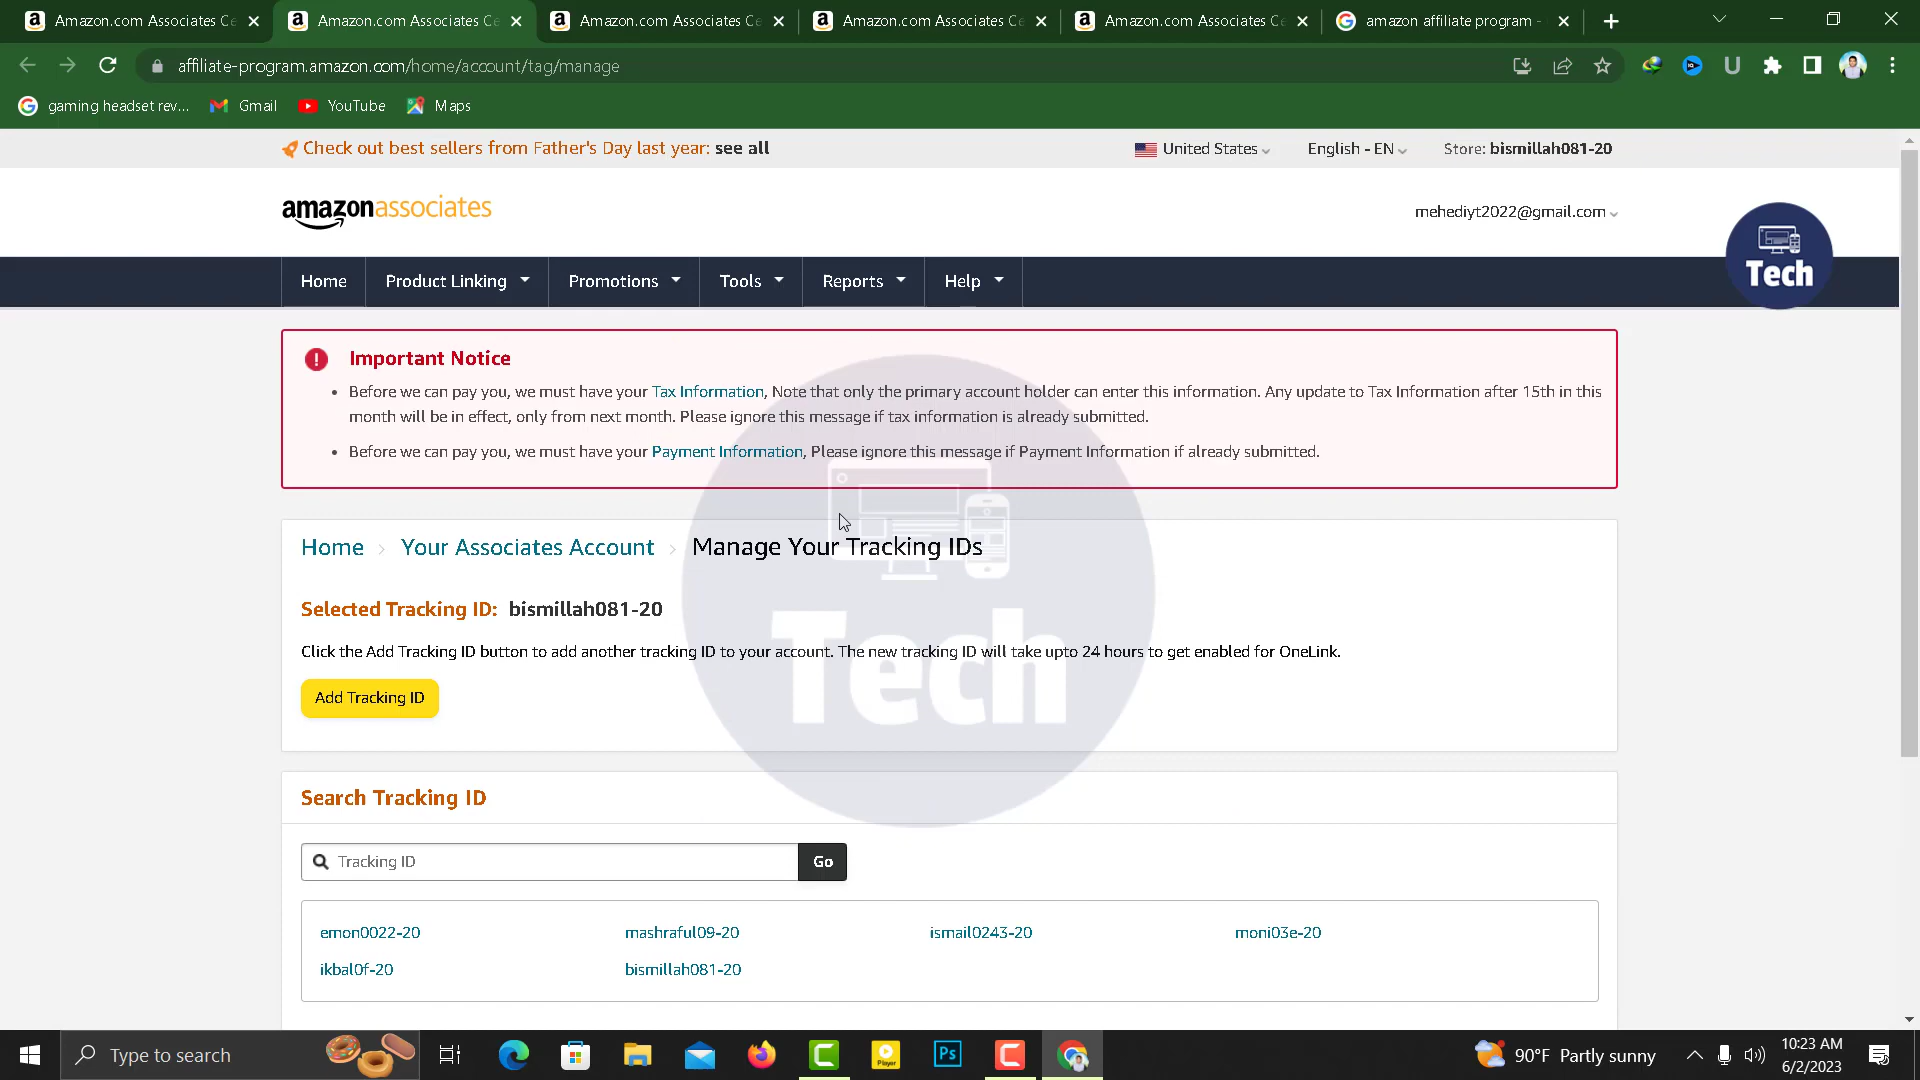 Amazon.com Associates Ce
Amazon.com Associates Ce
Amazon.com Associates Ce
Amazon.com Associates Ce
Amazon.com Associates Ce
amazon affiliate program -
affiliate-program.amazon.com/home/account/tag/manage
gaming headset rev...
Gmail
YouTube
Maps
Check out best sellers from Father's Day last year: see all
United States
English - EN
Store: bismillah081-20
amazonassociates
mehediyt2022@gmail.com
Tech
Home
Product Linking
Promotions
Tools
Reports
Help
Important Notice
• Before we can pay you, we must have your Tax Information, Note that only the primary account holder can enter this information. Any update to Tax Information after 15th in this
month will be in effect, only from next month. Please ignore this message if tax information is already submitted.
• Before we can pay you, we must have your Payment Information, Please ignore this message if Payment Information if already submitted.
Home › Your Associates Account › Manage Your Tracking IDs
Selected Tracking ID: bismillah081-20
Click the Add Tracking ID button to add another tracking ID to your account. The new tracking ID will take upto 24 hours to get enabled for OneLink.
Tech
Add Tracking ID
Search Tracking ID
Tracking ID
Go
emon0022-20
mashraful09-20
ismail0243-20
moni03e-20
ikbal0f-20
bismillah081-20
Type to search
Player
Ps
90°F Partly sunny
10:23 AM
6/2/2023